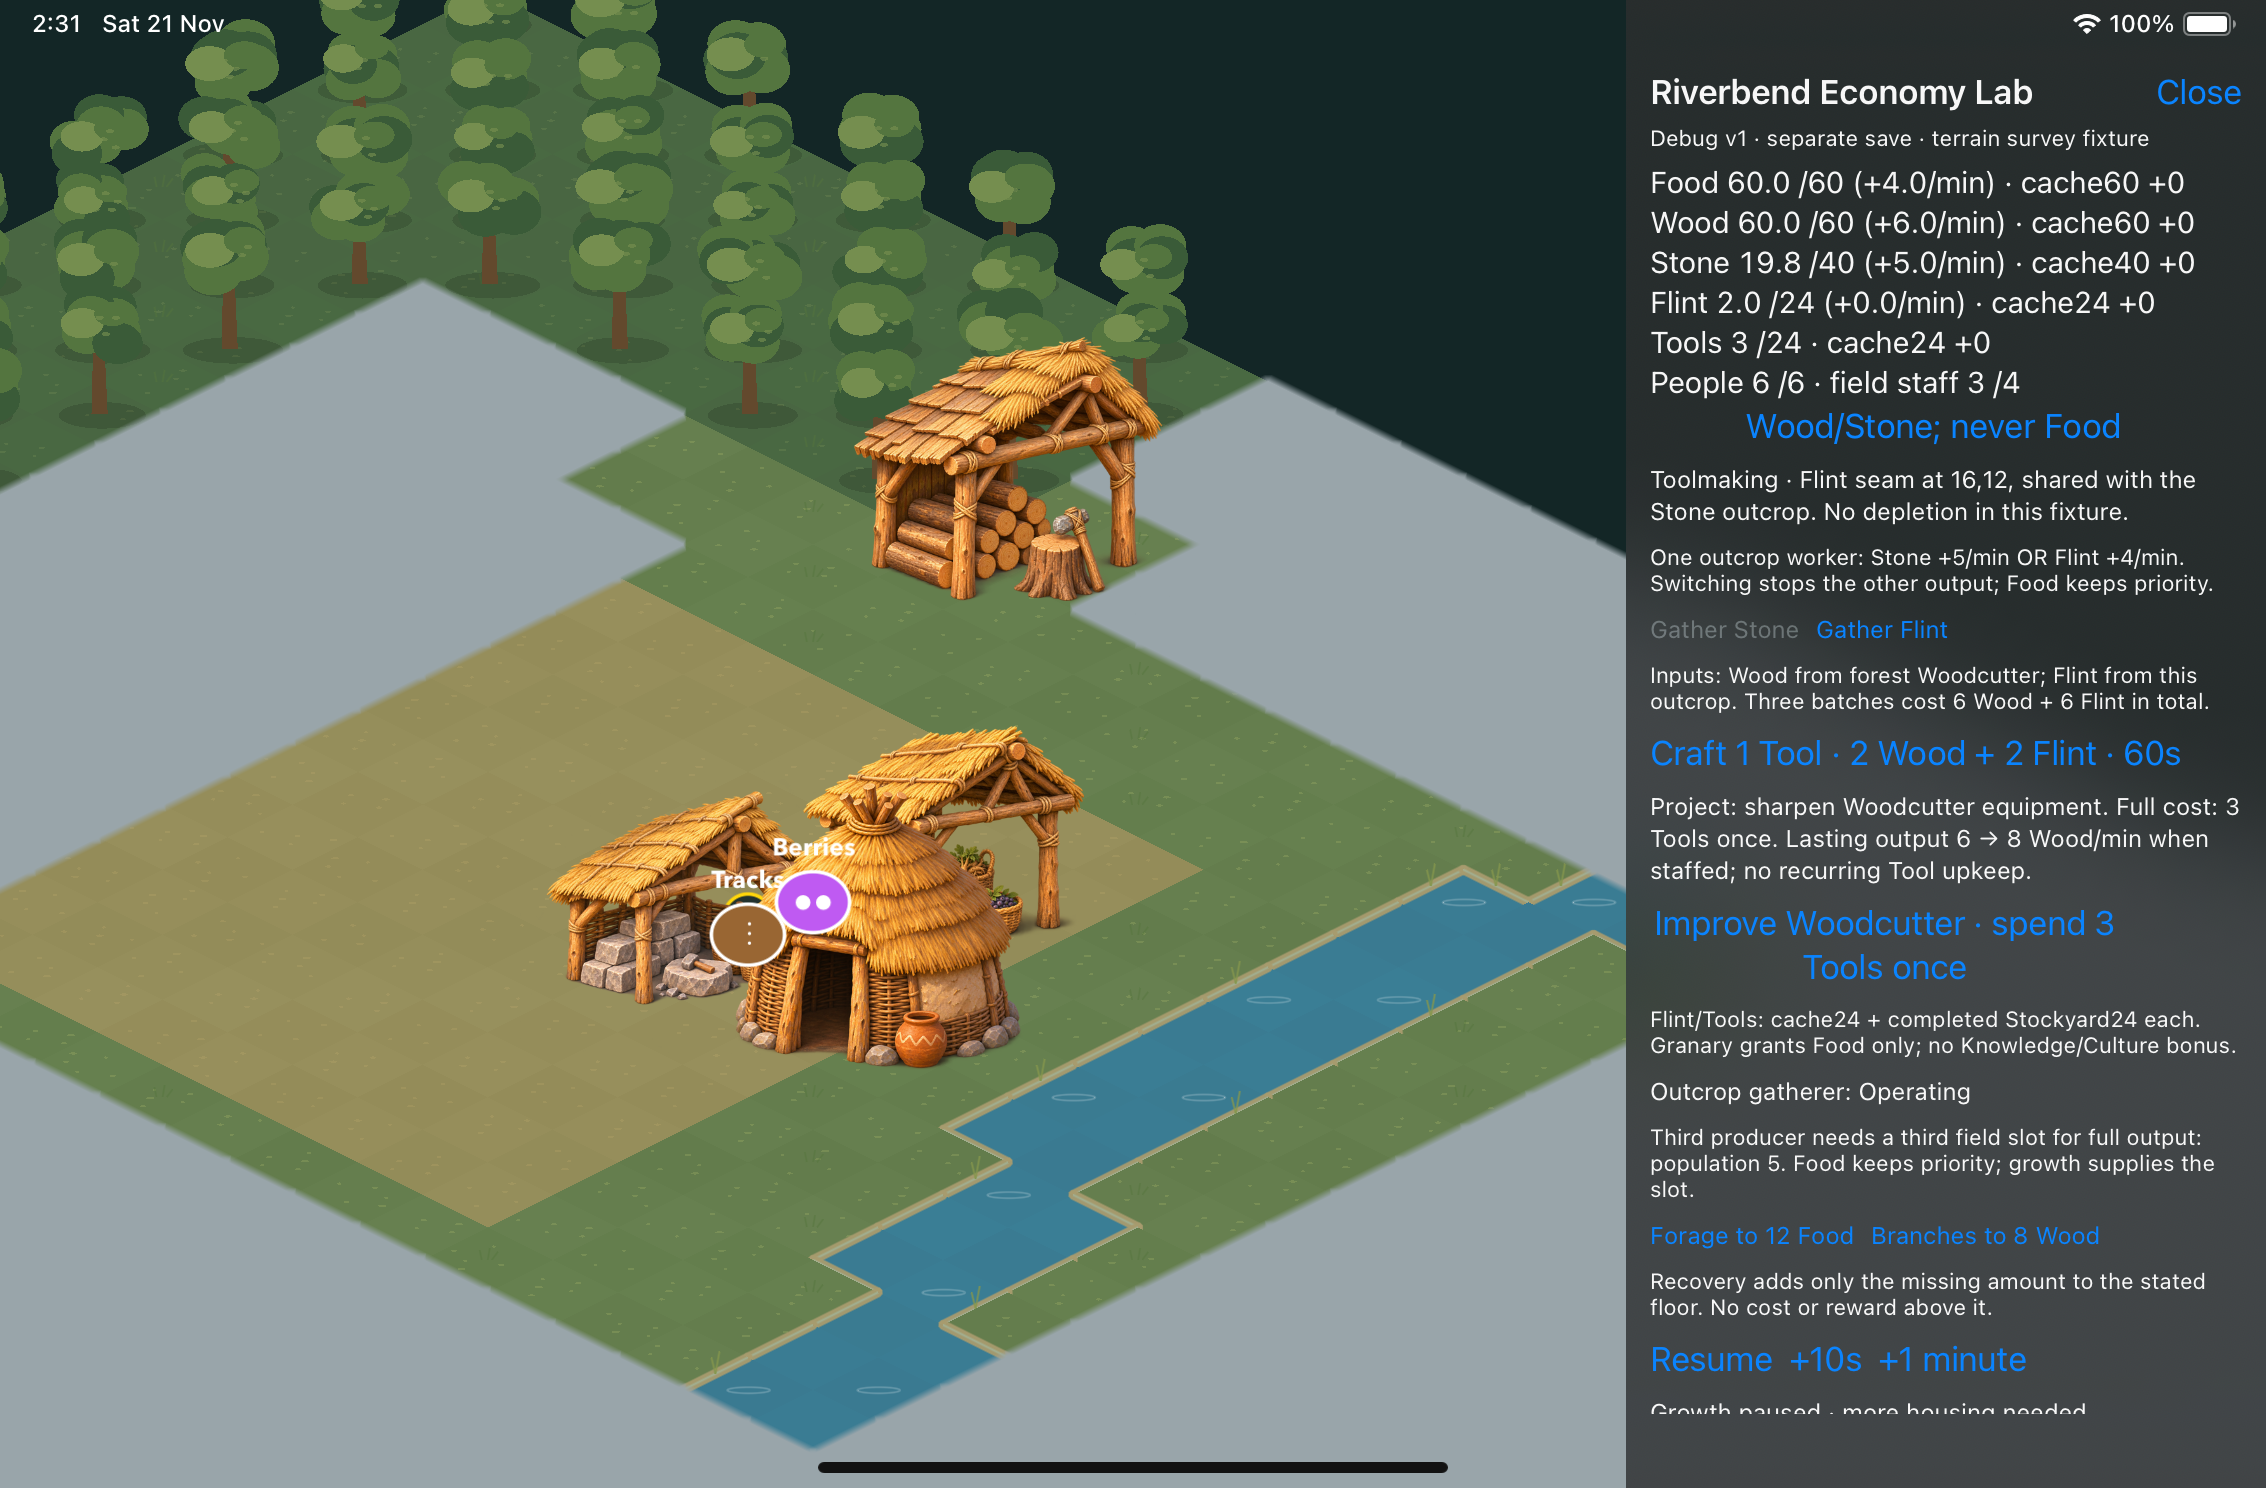 2:31 Sat 21 Nov
100%
Riverbend Economy Lab
Close
Debug v1 · separate save · terrain survey fixture
Food 60.0 /60 (+4.0/min) · cache60 +0
Wood 60.0 /60 (+6.0/min) · cache60 +0
Stone 19.8 /40 (+5.0/min) · cache40 +0
Flint 2.0 /24 (+0.0/min) · cache24 +0
Tools 3 /24 · cache24 +0
People 6 /6 · field staff 3 /4
Wood/Stone; never Food
Toolmaking · Flint seam at 16,12, shared with the
Stone outcrop. No depletion in this fixture.
One outcrop worker: Stone +5/min OR Flint +4/min.
Switching stops the other output; Food keeps priority.
Gather Stone Gather Flint
Inputs: Wood from forest Woodcutter; Flint from this
outcrop. Three batches cost 6 Wood + 6 Flint in total.
Craft 1 Tool · 2 Wood + 2 Flint · 60s
Project: sharpen Woodcutter equipment. Full cost: 3
Tools once. Lasting output 6 → 8 Wood/min when
staffed; no recurring Tool upkeep.
Improve Woodcutter · spend 3
Tools once
Flint/Tools: cache24 + completed Stockyard24 each.
Granary grants Food only; no Knowledge/Culture bonus.
Outcrop gatherer: Operating
Third producer needs a third field slot for full output:
population 5. Food keeps priority; growth supplies the
slot.
Forage to 12 Food Branches to 8 Wood
Recovery adds only the missing amount to the stated
floor. No cost or reward above it.
Resume +10s +1 minute
Growth paused · more housing needed
Berries
Tracks